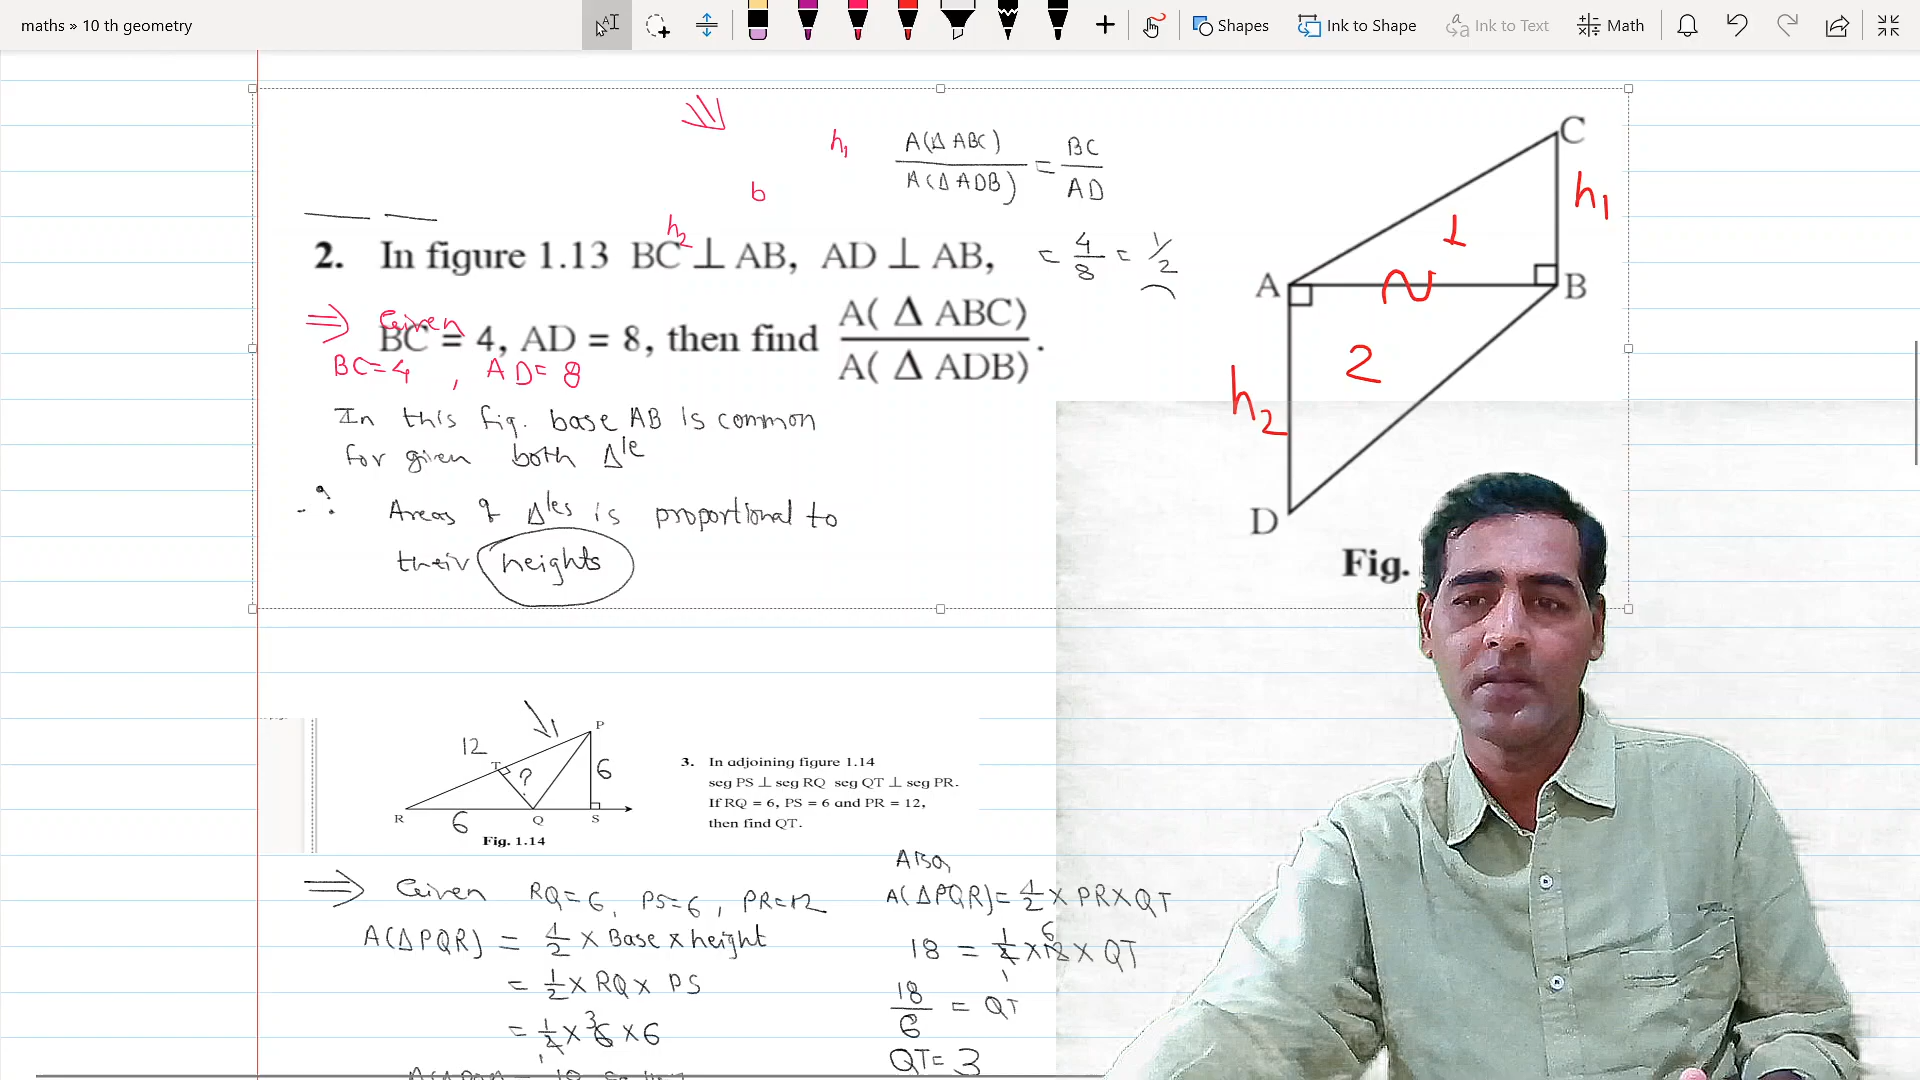 maths » 10 th geometry
Shapes
Ink to Shape
Ink to Text
Math
h1
A(Δ ABC)
A(Δ ADB)
= BC
AD
b
h2
2. In figure 1.13 BC ⊥ AB, AD ⊥ AB,
BC = 4, AD = 8, then find A( Δ ABC)
A( Δ ADB) .
= 4/8 = 1/2
⇒ Given
BC=4 , AD= 8
In this fig. base AB is common
for given both Δle
∴ Areas of Δles is proportional to
their heights
C
h1
1
A
B
2
h2
D
Fig.
12
P
T
?
6
R
6
Q
S
Fig. 1.14
3. In adjoining figure 1.14
seg PS ⊥ seg RQ seg QT ⊥ seg PR.
If RQ = 6, PS = 6 and PR = 12,
then find QT.
⇒ Given RQ=6, PS=6, PR=12
A(ΔPQR) = 1/2 × Base × height
= 1/2 × RQ × PS
= 1/2 × 6 3 × 6
Also,
A(ΔPQR)= 1/2 × PR × QT
18 = 1/2 × 12 6 × QT
18/6 = QT
QT= 3